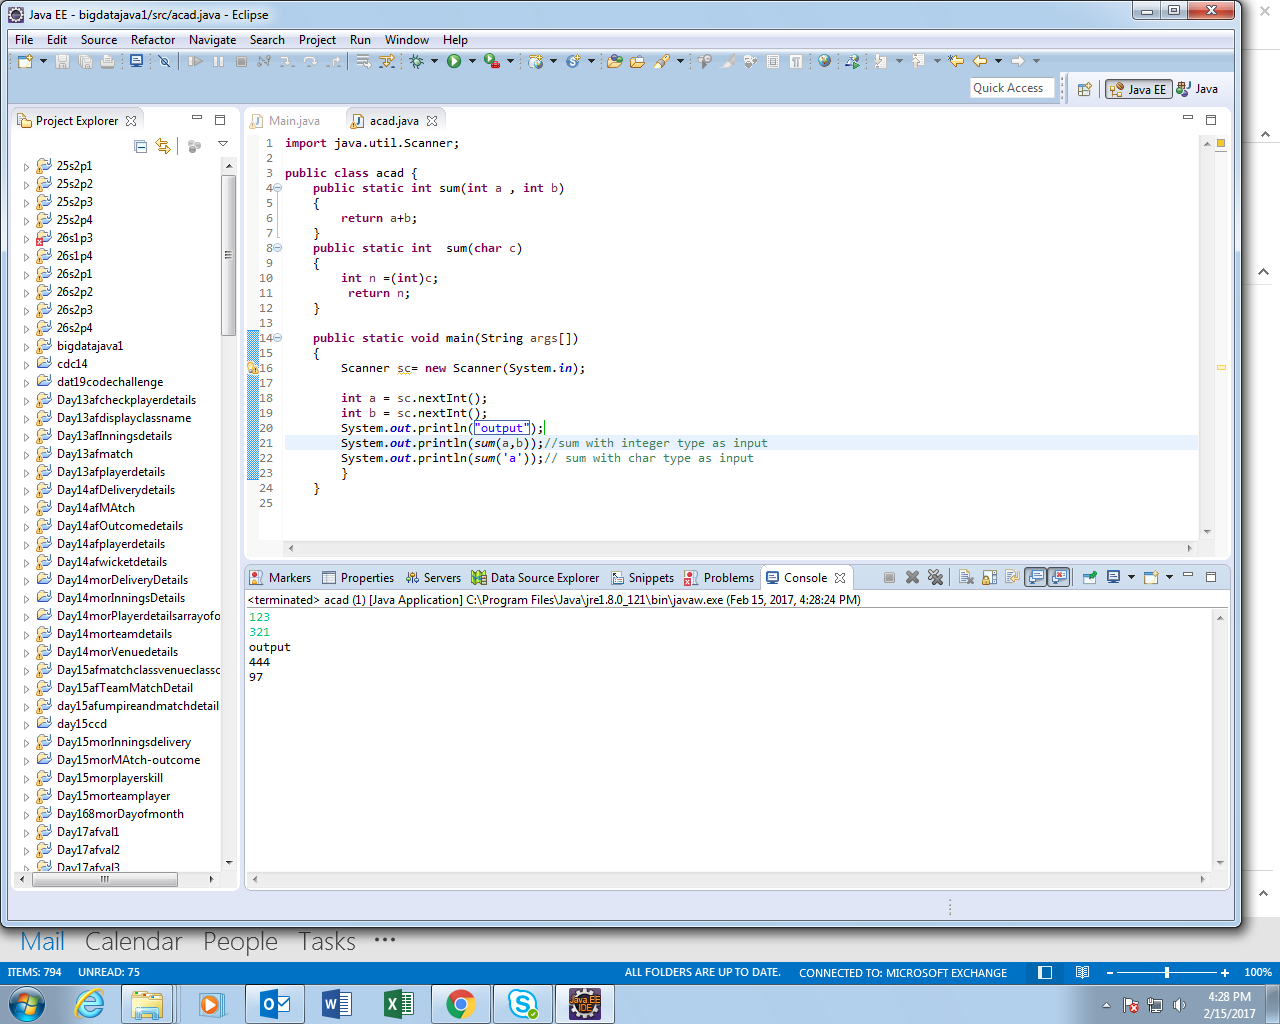 Java EE - bigdatajava1/src/acad.java - Eclipse
File Edit Source Refactor Navigate Search Project Run Window Help
Quick Access
Java EE
Java
Project Explorer
25s2p1
25s2p2
25s2p3
25s2p4
26s1p3
26s1p4
26s2p1
26s2p2
26s2p3
26s2p4
bigdatajava1
cdc14
dat19codechallenge
Day13afcheckplayerdetails
Day13afdisplayclassname
Day13afInningsdetails
Day13afmatch
Day13afplayerdetails
Day14afDeliverydetails
Day14afMAtch
Day14afOutcomedetails
Day14afplayerdetails
Day14afwicketdetails
Day14morDeliveryDetails
Day14morInningsDetails
Day14morPlayerdetailsarrayofo
Day14morteamdetails
Day14morVenuedetails
Day15afmatchclassvenueclassc
Day15afTeamMatchDetail
day15afumpireandmatchdetail
day15ccd
Day15morInningsdelivery
Day15morMAtch-outcome
Day15morplayerskill
Day15morteamplayer
Day168morDayofmonth
Day17afval1
Day17afval2
Day17afval3
Main.java
acad.java
1 import java.util.Scanner;
2
3 public class acad {
4 public static int sum(int a , int b)
5 {
6 return a+b;
7 }
8 public static int  sum(char c)
9 {
10 int n =(int)c;
11 return n;
12 }
13
14 public static void main(String args[])
15 {
16 Scanner sc= new Scanner(System.in);
17
18 int a = sc.nextInt();
19 int b = sc.nextInt();
20 System.out.println("output");
21 System.out.println(sum(a,b));//sum with integer type as input
22 System.out.println(sum('a'));// sum with char type as input
23 }
24 }
25
Markers Properties Servers Data Source Explorer Snippets Problems Console
<terminated> acad (1) [Java Application] C:\Program Files\Java\jre1.8.0_121\bin\javaw.exe (Feb 15, 2017, 4:28:24 PM)
123
321
output
444
97
Mail Calendar People Tasks ···
ITEMS: 794 UNREAD: 75 ALL FOLDERS ARE UP TO DATE. CONNECTED TO: MICROSOFT EXCHANGE 100%
Java EE
IDE
4:28 PM
2/15/2017